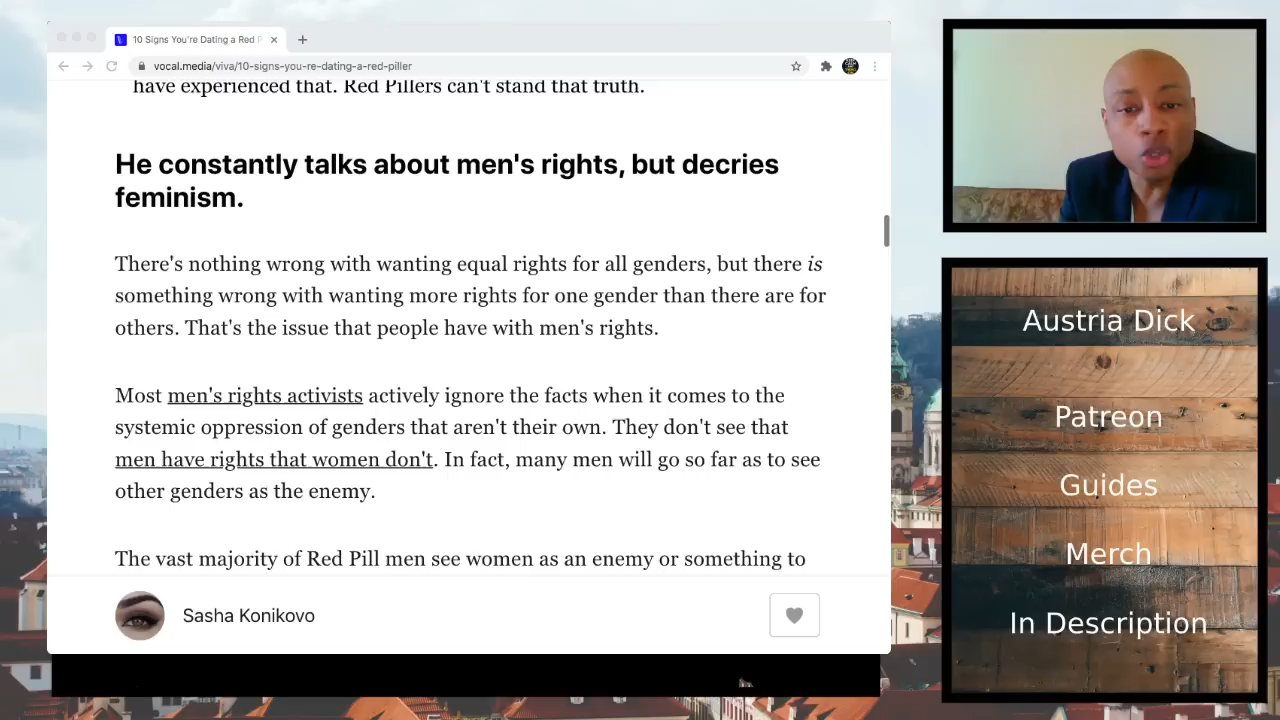 10 Signs You're Dating a Red P
vocal.media/viva/10-signs-you-re-dating-a-red-piller
have experienced that. Red Pillers can't stand that truth.
He constantly talks about men's rights, but decries
feminism.
There's nothing wrong with wanting equal rights for all genders, but there is
something wrong with wanting more rights for one gender than there are for
others. That's the issue that people have with men's rights.
Most men's rights activists actively ignore the facts when it comes to the
systemic oppression of genders that aren't their own. They don't see that
men have rights that women don't. In fact, many men will go so far as to see
other genders as the enemy.
The vast majority of Red Pill men see women as an enemy or something to
Sasha Konikovo
Austria Dick
Patreon
Guides
Merch
In Description